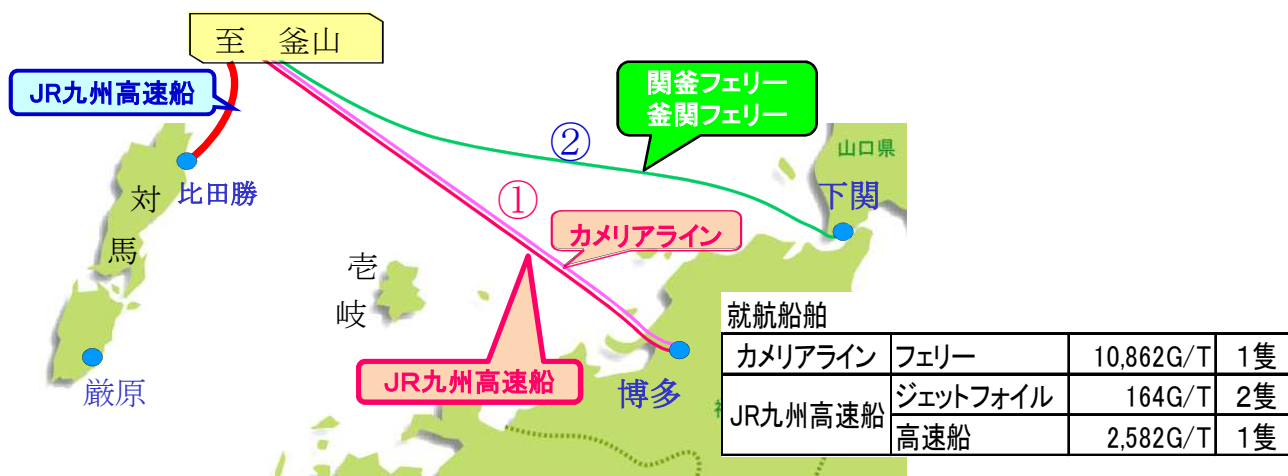 至 釜山
JR九州高速船
関釜フェリー
釜関フェリー
②
山口県
比田勝
対
馬
①
下関
カメリアライン
壱
岐
JR九州高速船
厳原
博多
就航船舶
カメリアライン フェリー 10,862G/T 1隻
JR九州高速船 ジェットフォイル 164G/T 2隻
高速船 2,582G/T 1隻